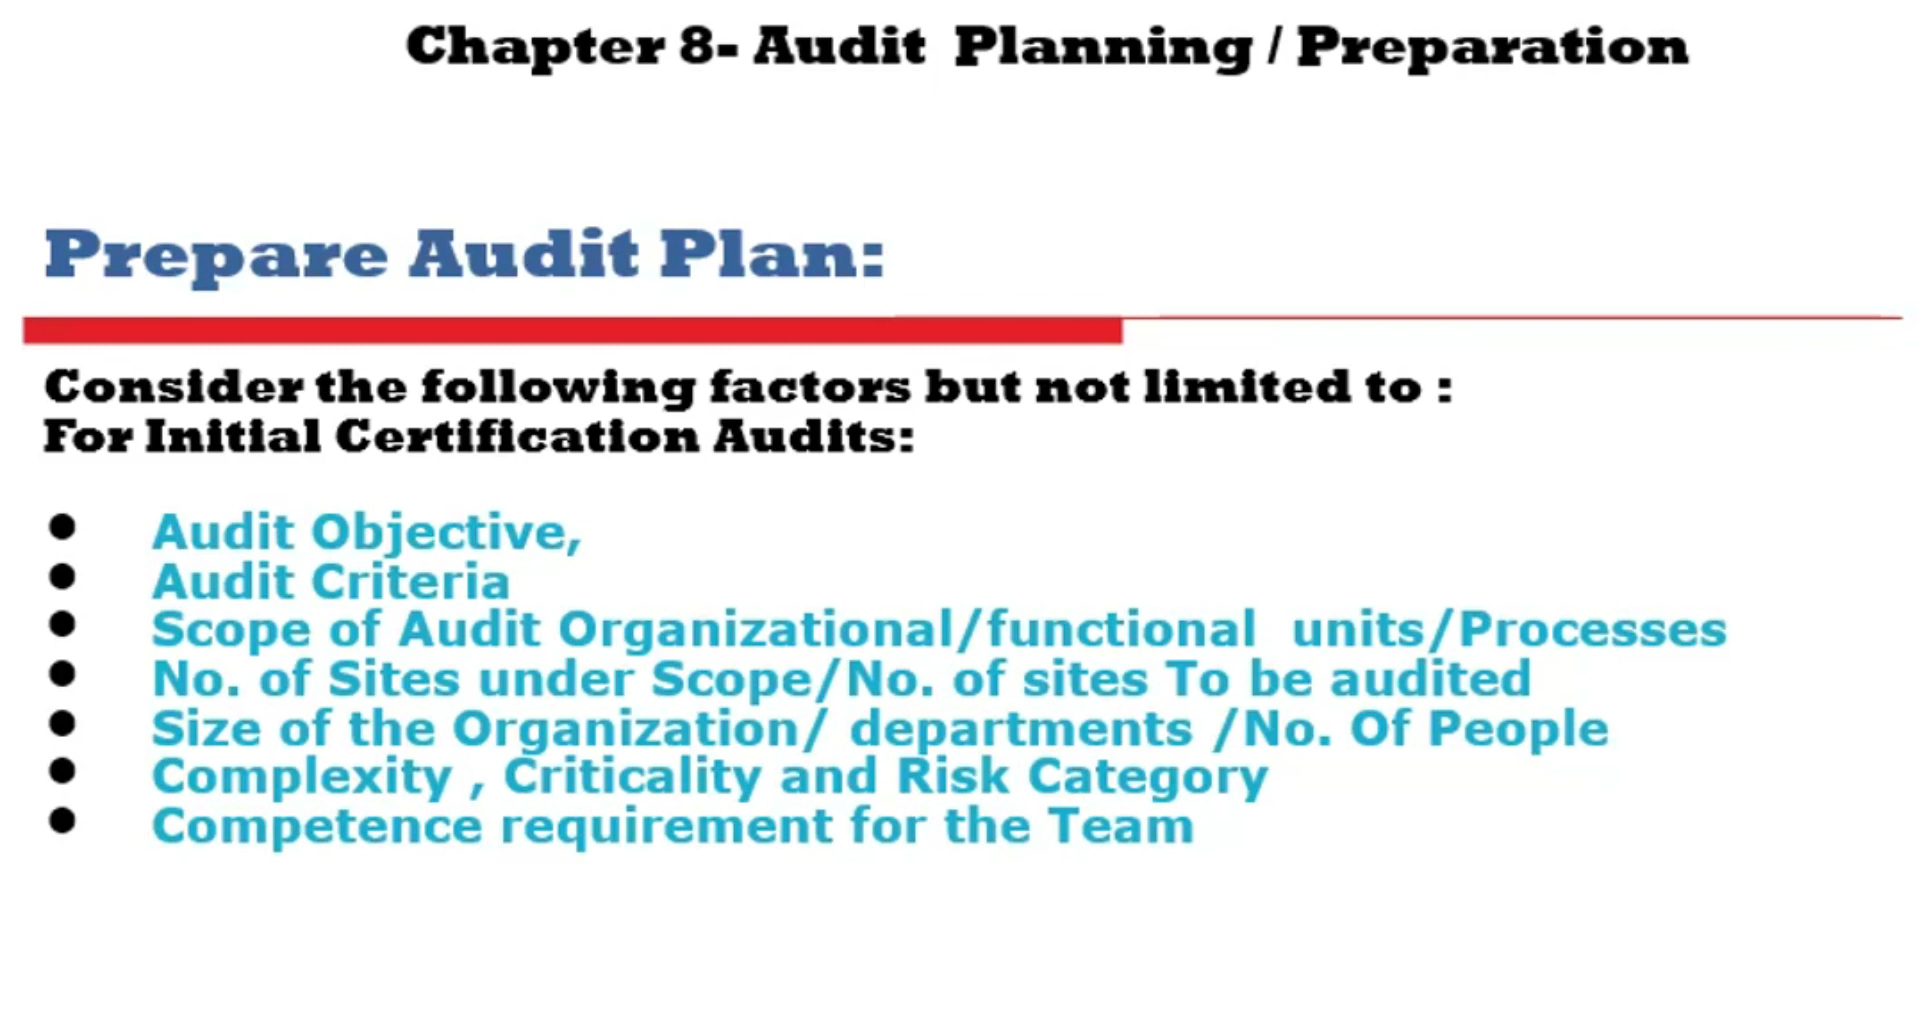 Chapter 8- Audit Planning / Preparation
Prepare Audit Plan:
Consider the following factors but not limited to :
For Initial Certification Audits:
● Audit Objective,
● Audit Criteria
● Scope of Audit Organizational/functional units/Processes
● No. of Sites under Scope/No. of sites To be audited
● Size of the Organization/ departments /No. Of People
● Complexity , Criticality and Risk Category
● Competence requirement for the Team